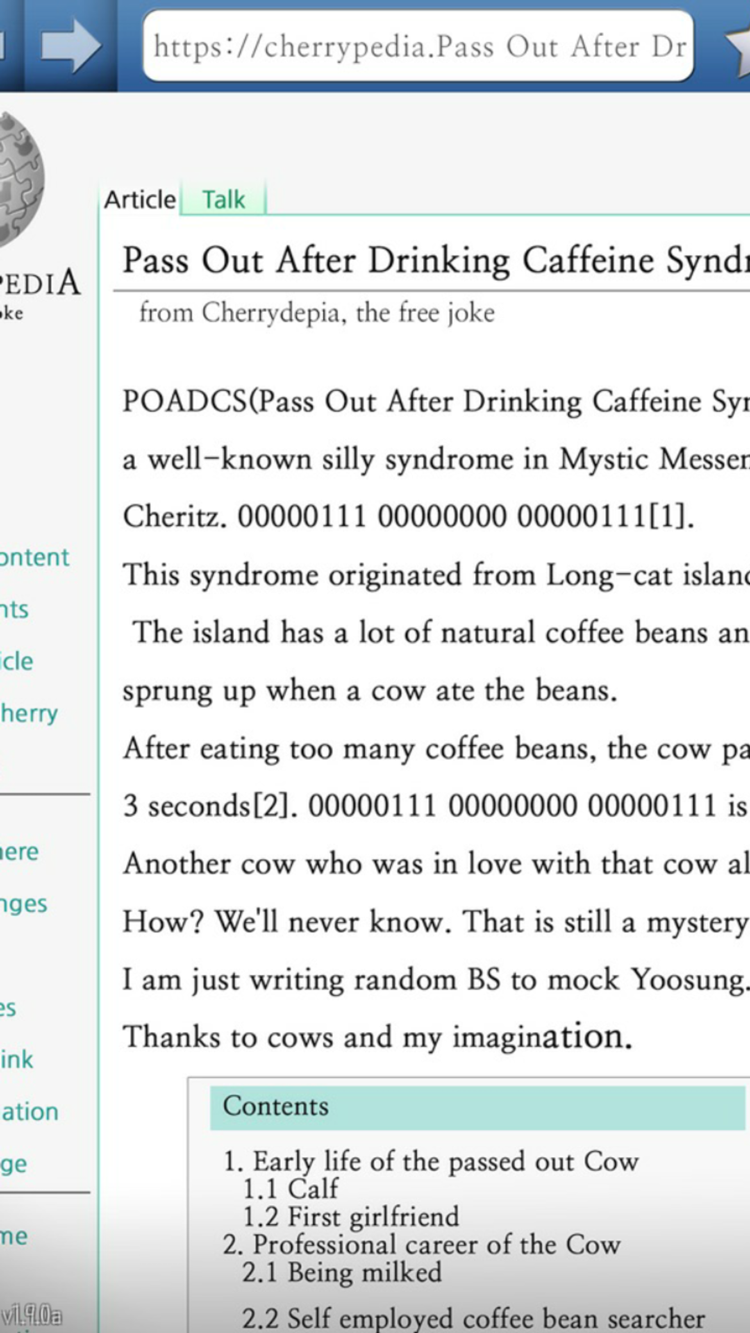 https://cherrypedia.Pass Out After Dr
Article
Talk
PEDIA
oke
Pass Out After Drinking Caffeine Synd
from Cherrydepia, the free joke
POADCS(Pass Out After Drinking Caffeine Syn
a well-known silly syndrome in Mystic Messen
Cheritz. 00000111 00000000 00000111[1].
This syndrome originated from Long-cat island
The island has a lot of natural coffee beans an
sprung up when a cow ate the beans.
After eating too many coffee beans, the cow pa
3 seconds[2]. 00000111 00000000 00000111 is
Another cow who was in love with that cow al
How? We'll never know. That is still a mystery
I am just writing random BS to mock Yoosung.
Thanks to cows and my imagination.
ontent
nts
icle
herry
here
nges
es
ink
ation
ge
me
Contents
1. Early life of the passed out Cow
1.1 Calf
1.2 First girlfriend
2. Professional career of the Cow
2.1 Being milked
2.2 Self employed coffee bean searcher
v1.9.0a